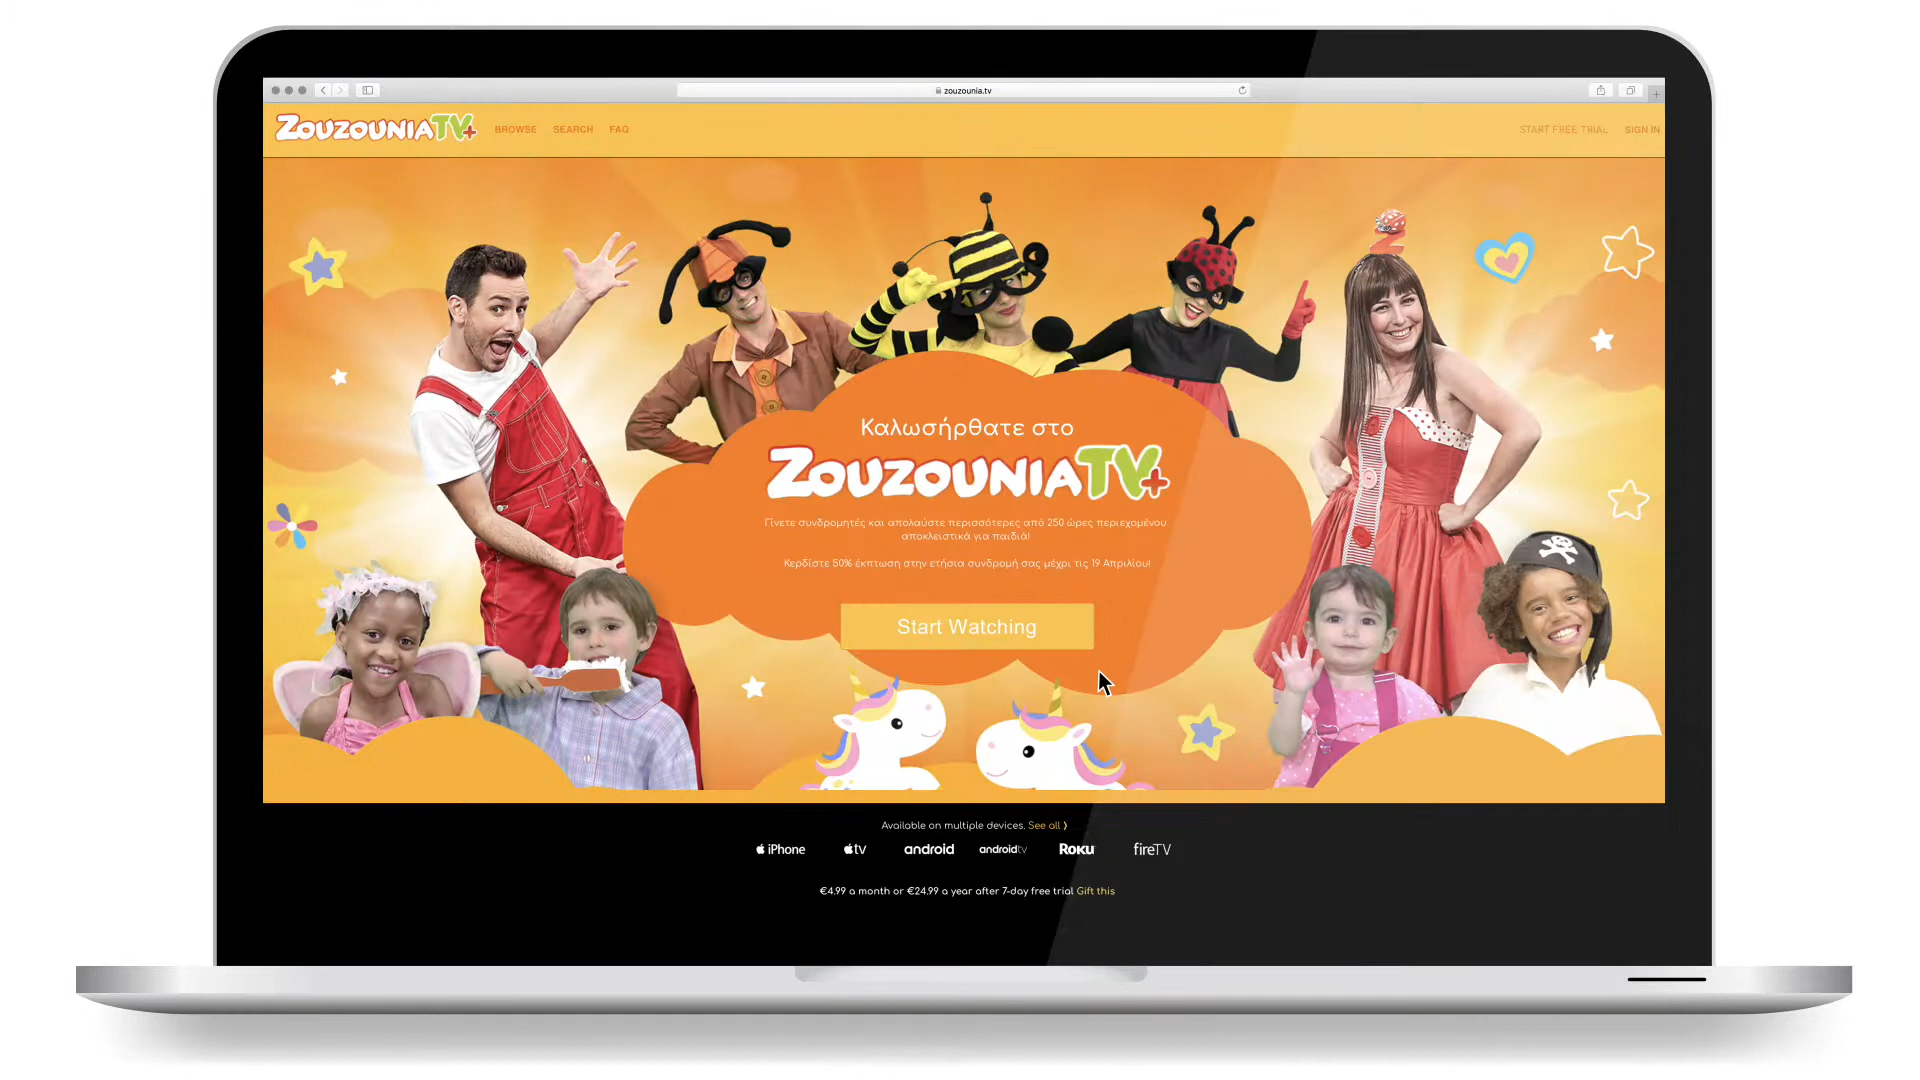 zouzounia.tv
ZOUZOUNIATV+ BROWSE SEARCH FAQ START FREE TRIAL SIGN IN
2
Καλωσήρθατε στο
ZOUZOUNIATV+
Γίνετε συνδρομητές και απολαύστε περισσότερες από 250 ώρες περιεχομένου
αποκλειστικά για παιδιά!
Κερδίστε 50% έκπτωση στην ετήσια συνδρομή σας μέχρι τις 19 Απριλίου!
Start Watching
Available on multiple devices. See all ›
iPhone tv android androidtv Roku fireTV
€4.99 a month or €24.99 a year after 7-day free trial Gift this